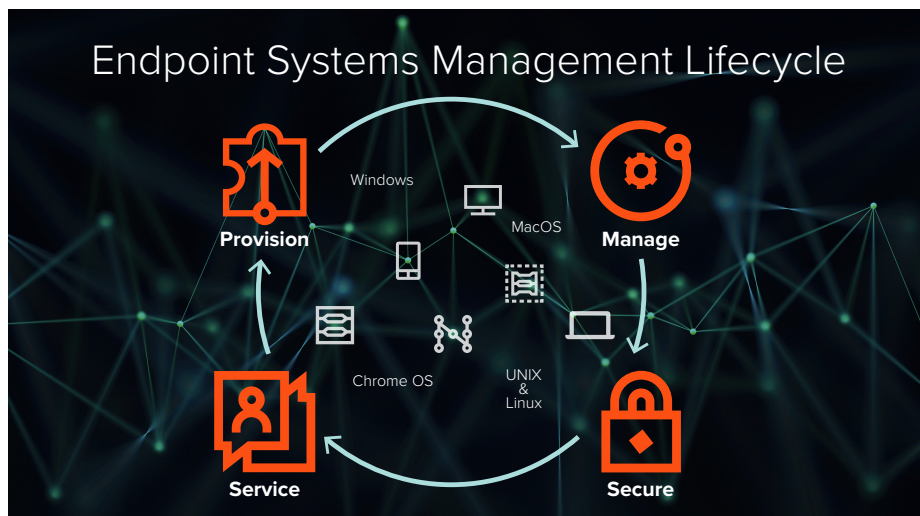 Endpoint Systems Management Lifecycle
Windows
MacOS
Provision
Manage
Chrome OS
UNIX
&
Linux
Service
Secure